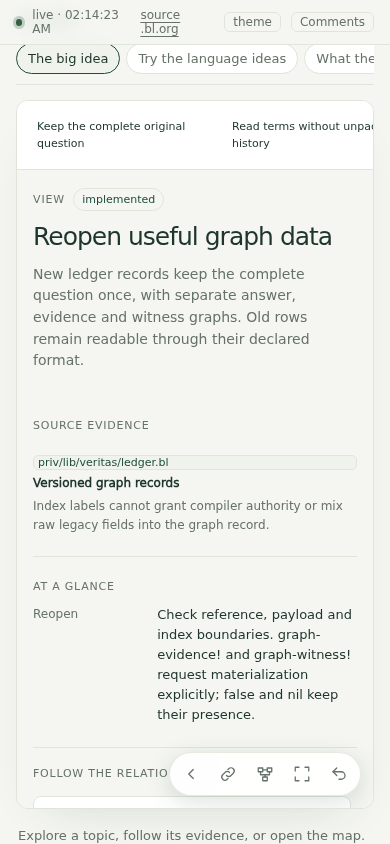 live · 02:14:23
AM
source
.bl.org
theme
Comments
The big idea
Try the language ideas
What the
Keep the complete original
question
Read terms without unpac
history
VIEW implemented
Reopen useful graph data
New ledger records keep the complete
question once, with separate answer,
evidence and witness graphs. Old rows
remain readable through their declared
format.
SOURCE EVIDENCE
priv/lib/veritas/ledger.bl
Versioned graph records
Index labels cannot grant compiler authority or mix
raw legacy fields into the graph record.
AT A GLANCE
Reopen
Check reference, payload and
index boundaries. graph-
evidence! and graph-witness!
request materialization
explicitly; false and nil keep
their presence.
FOLLOW THE RELATIO
Explore a topic, follow its evidence, or open the map.